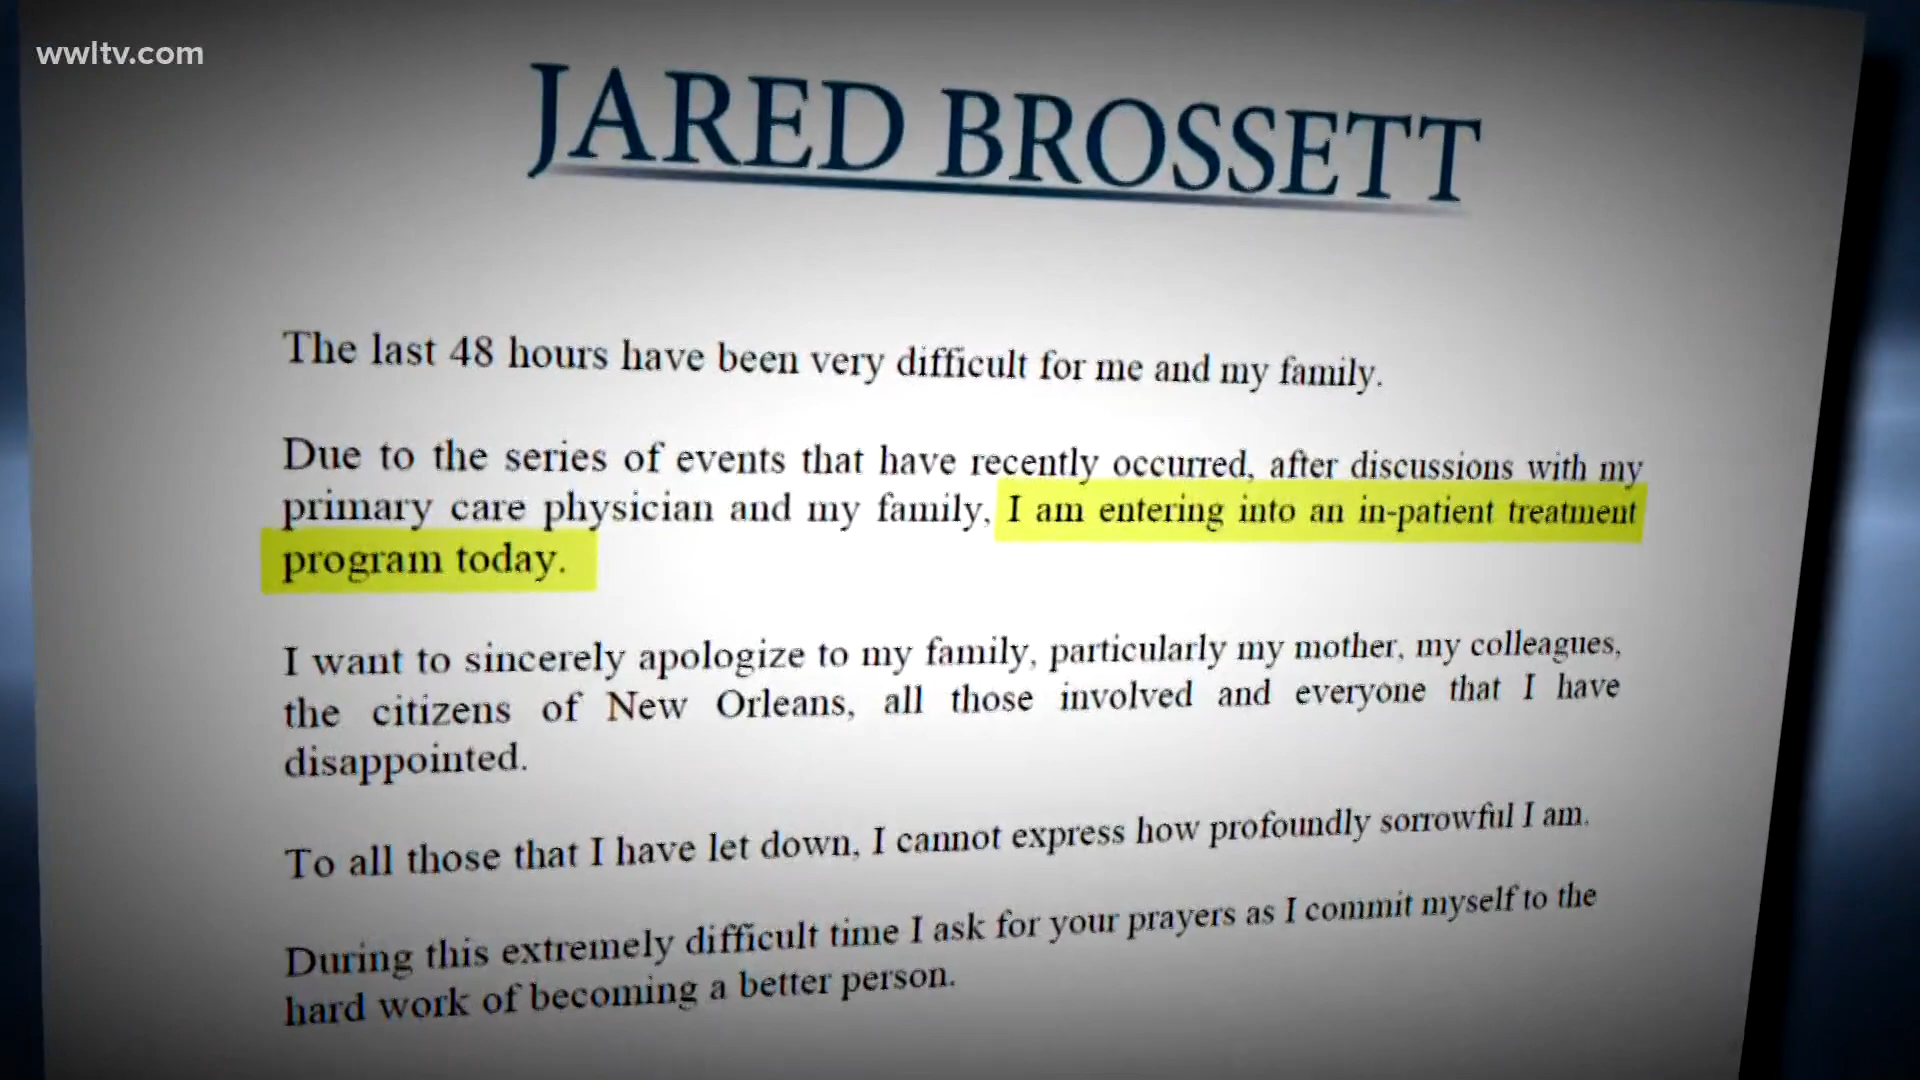 wwltv.com
JARED BROSSETT
The last 48 hours have been very difficult for me and my family.
Due to the series of events that have recently occurred, after discussions with my
primary care physician and my family, I am entering into an in-patient treatment
program today.
I want to sincerely apologize to my family, particularly my mother, my colleagues,
the citizens of New Orleans, all those involved and everyone that I have
disappointed.
To all those that I have let down, I cannot express how profoundly sorrowful I am.
During this extremely difficult time I ask for your prayers as I commit myself to the
hard work of becoming a better person.